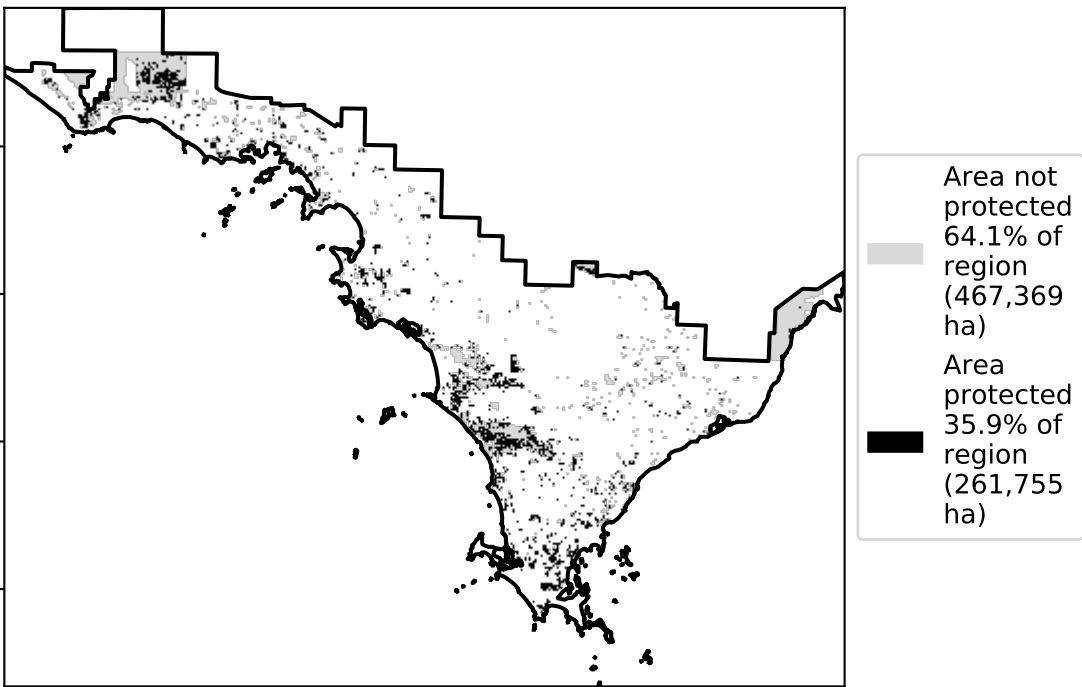 Area not
protected
64.1% of
region
(467,369
ha)
Area
protected
35.9% of
region
(261,755
ha)